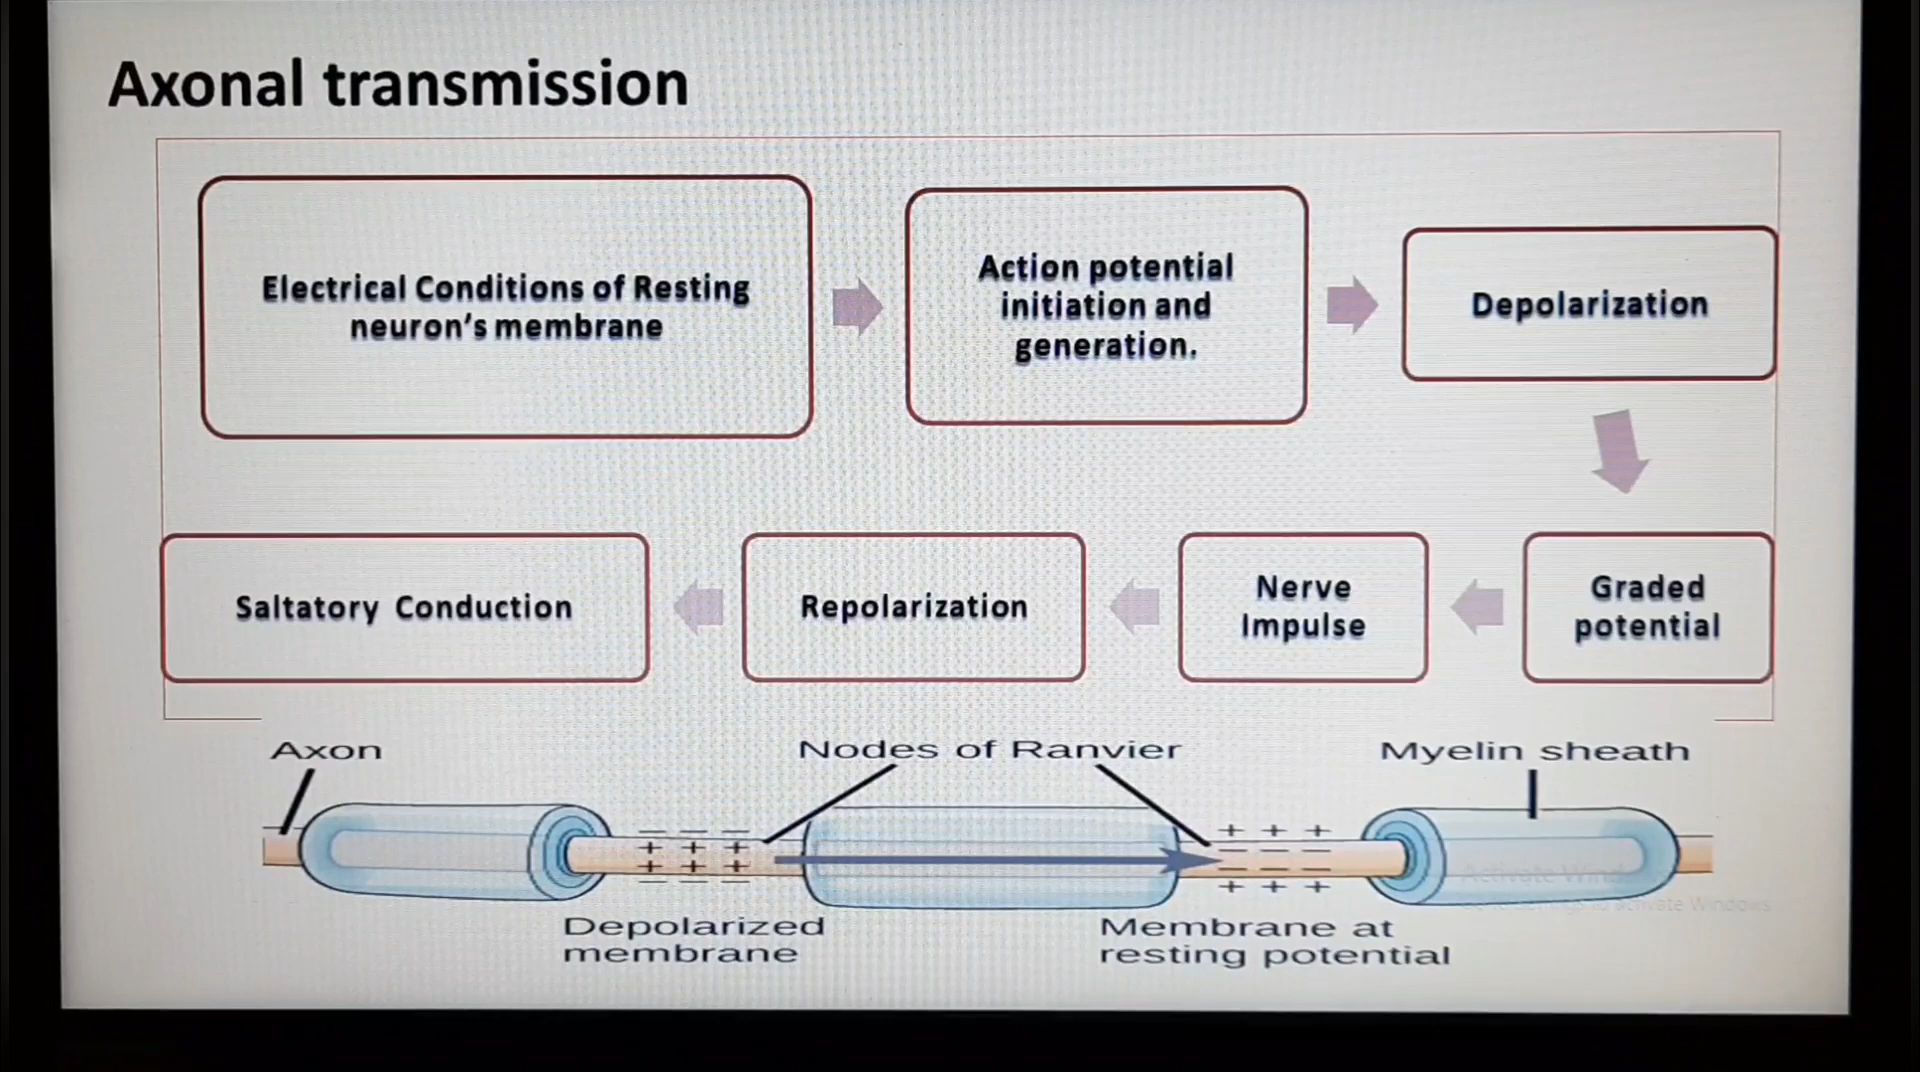 Axonal transmission
Electrical Conditions of Resting
neuron's membrane
Action potential
initiation and
generation.
Depolarization
Graded
potential
Nerve
Impulse
Repolarization
Saltatory Conduction
Axon
Nodes of Ranvier
Myelin sheath
Depolarized
membrane
Membrane at
resting potential